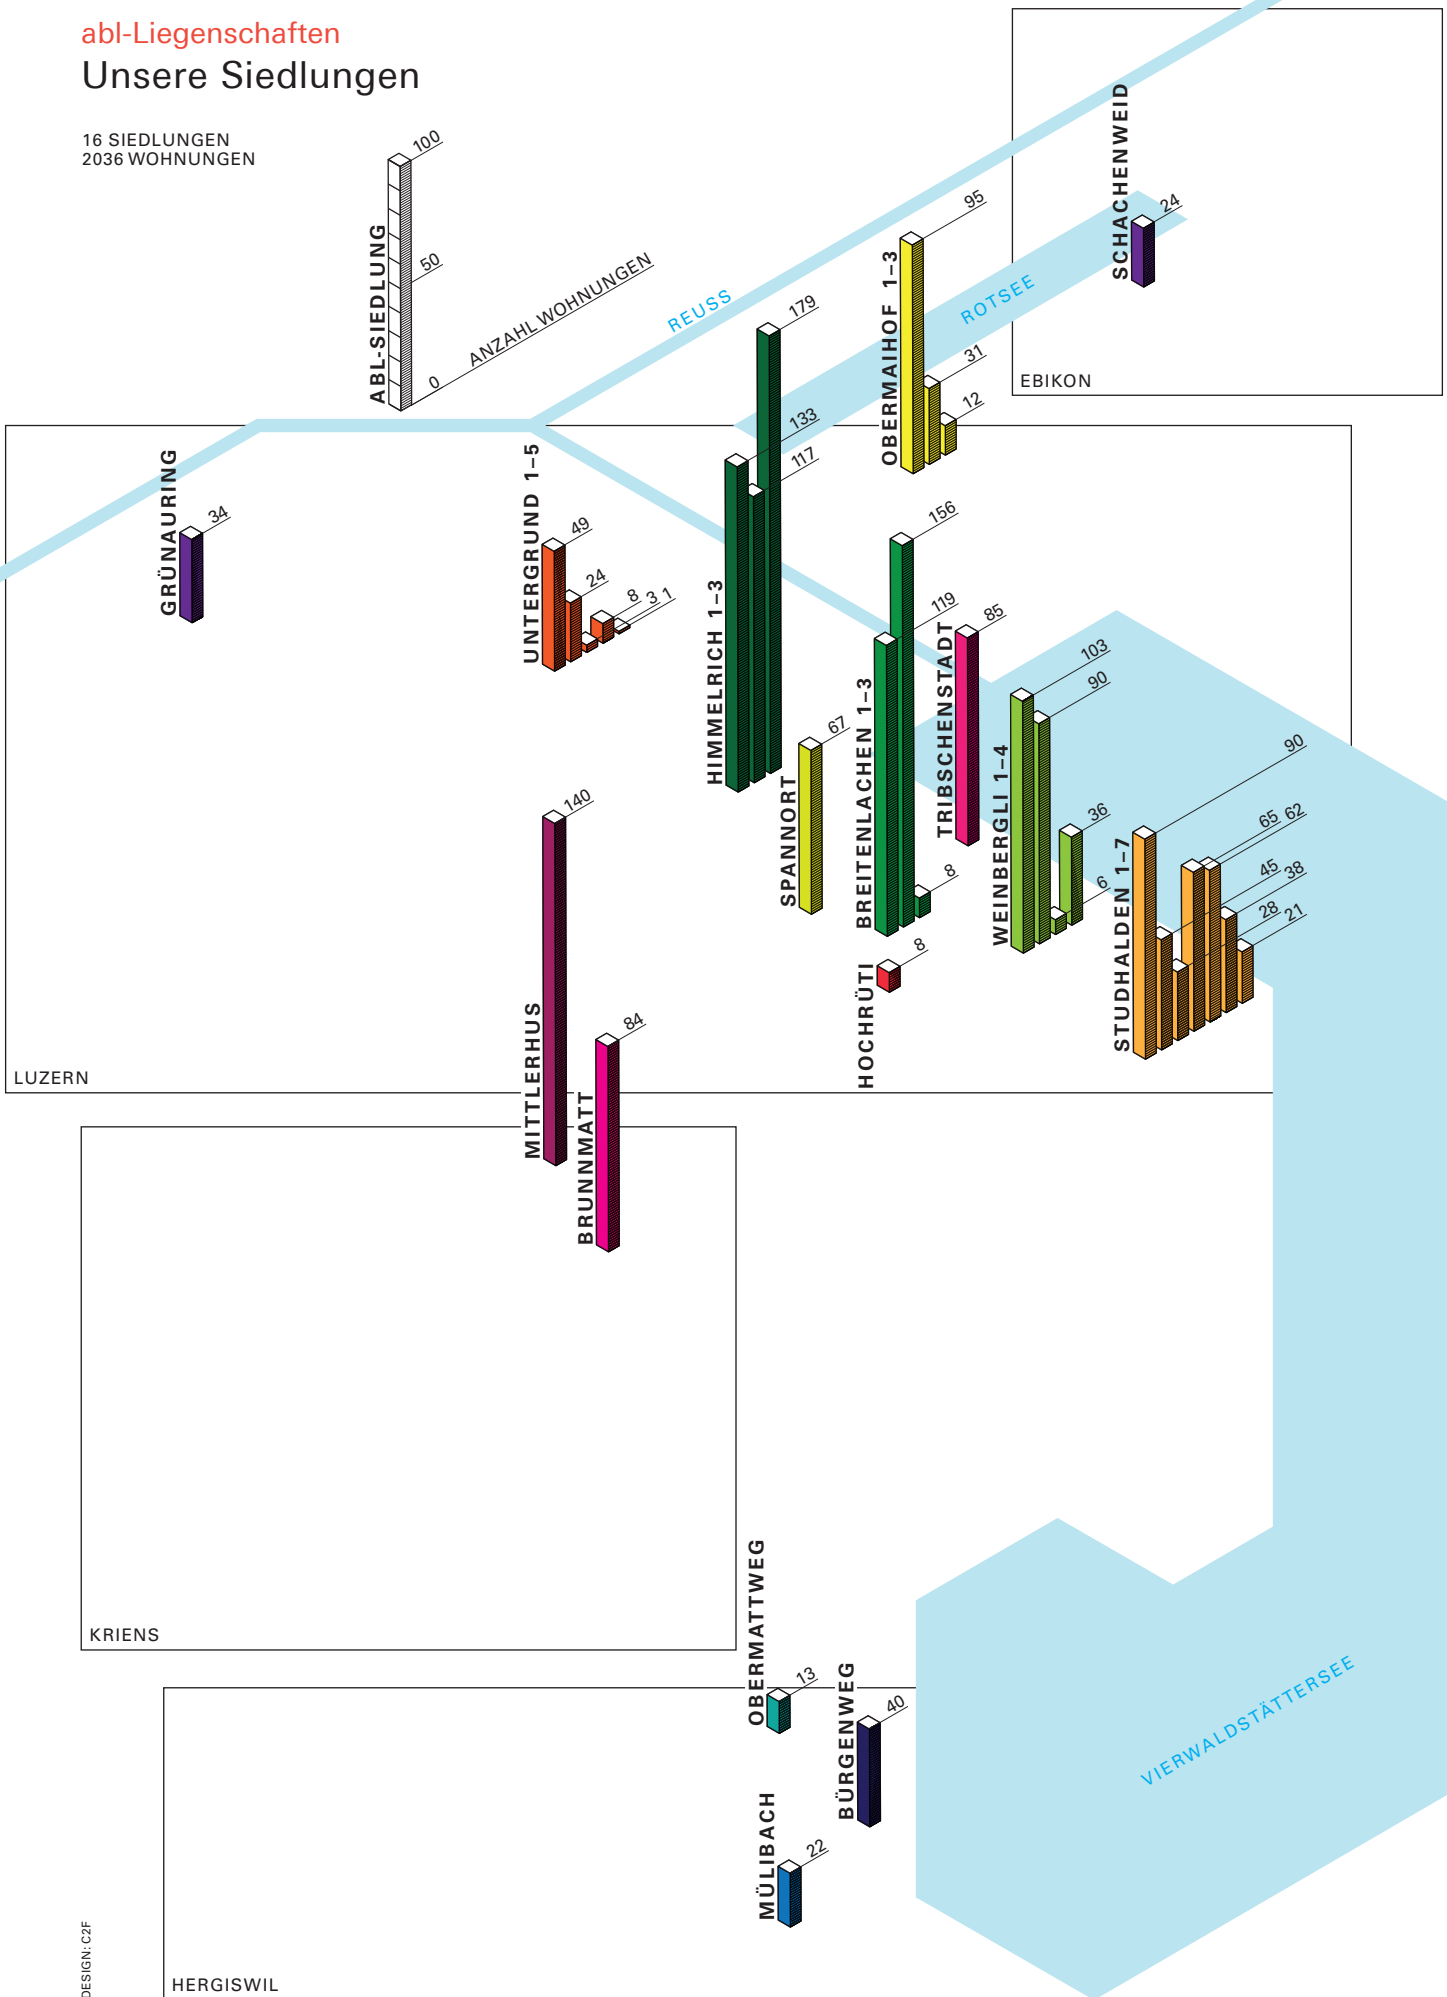 abl-Liegenschaften
Unsere Siedlungen
16 SIEDLUNGEN
2036 WOHNUNGEN
ABL-SIEDLUNG
100
50
0
ANZAHL WOHNUNGEN
REUSS
ROTSEE
SCHACHENWEID
24
EBIKON
OBERMAIHOF 1–3
95
31
12
GRÜNAURING
34
UNTERGRUND 1–5
49
24
8
3
1
HIMMELRICH 1–3
179
133
117
SPANNORT
67
BREITENLACHEN 1–3
156
119
8
TRIBSCHENSTADT
85
WEINBERGLI 1–4
103
90
36
6
STUDHALDEN 1–7
90
65
62
45
38
28
21
HOCHRÜTI
8
LUZERN
MITTLERHUS
140
BRUNNMATT
84
KRIENS
OBERMATTWEG
13
BÜRGENWEG
40
MÜLIBACH
22
VIERWALDSTÄTTERSEE
HERGISWIL
DESIGN: C2F